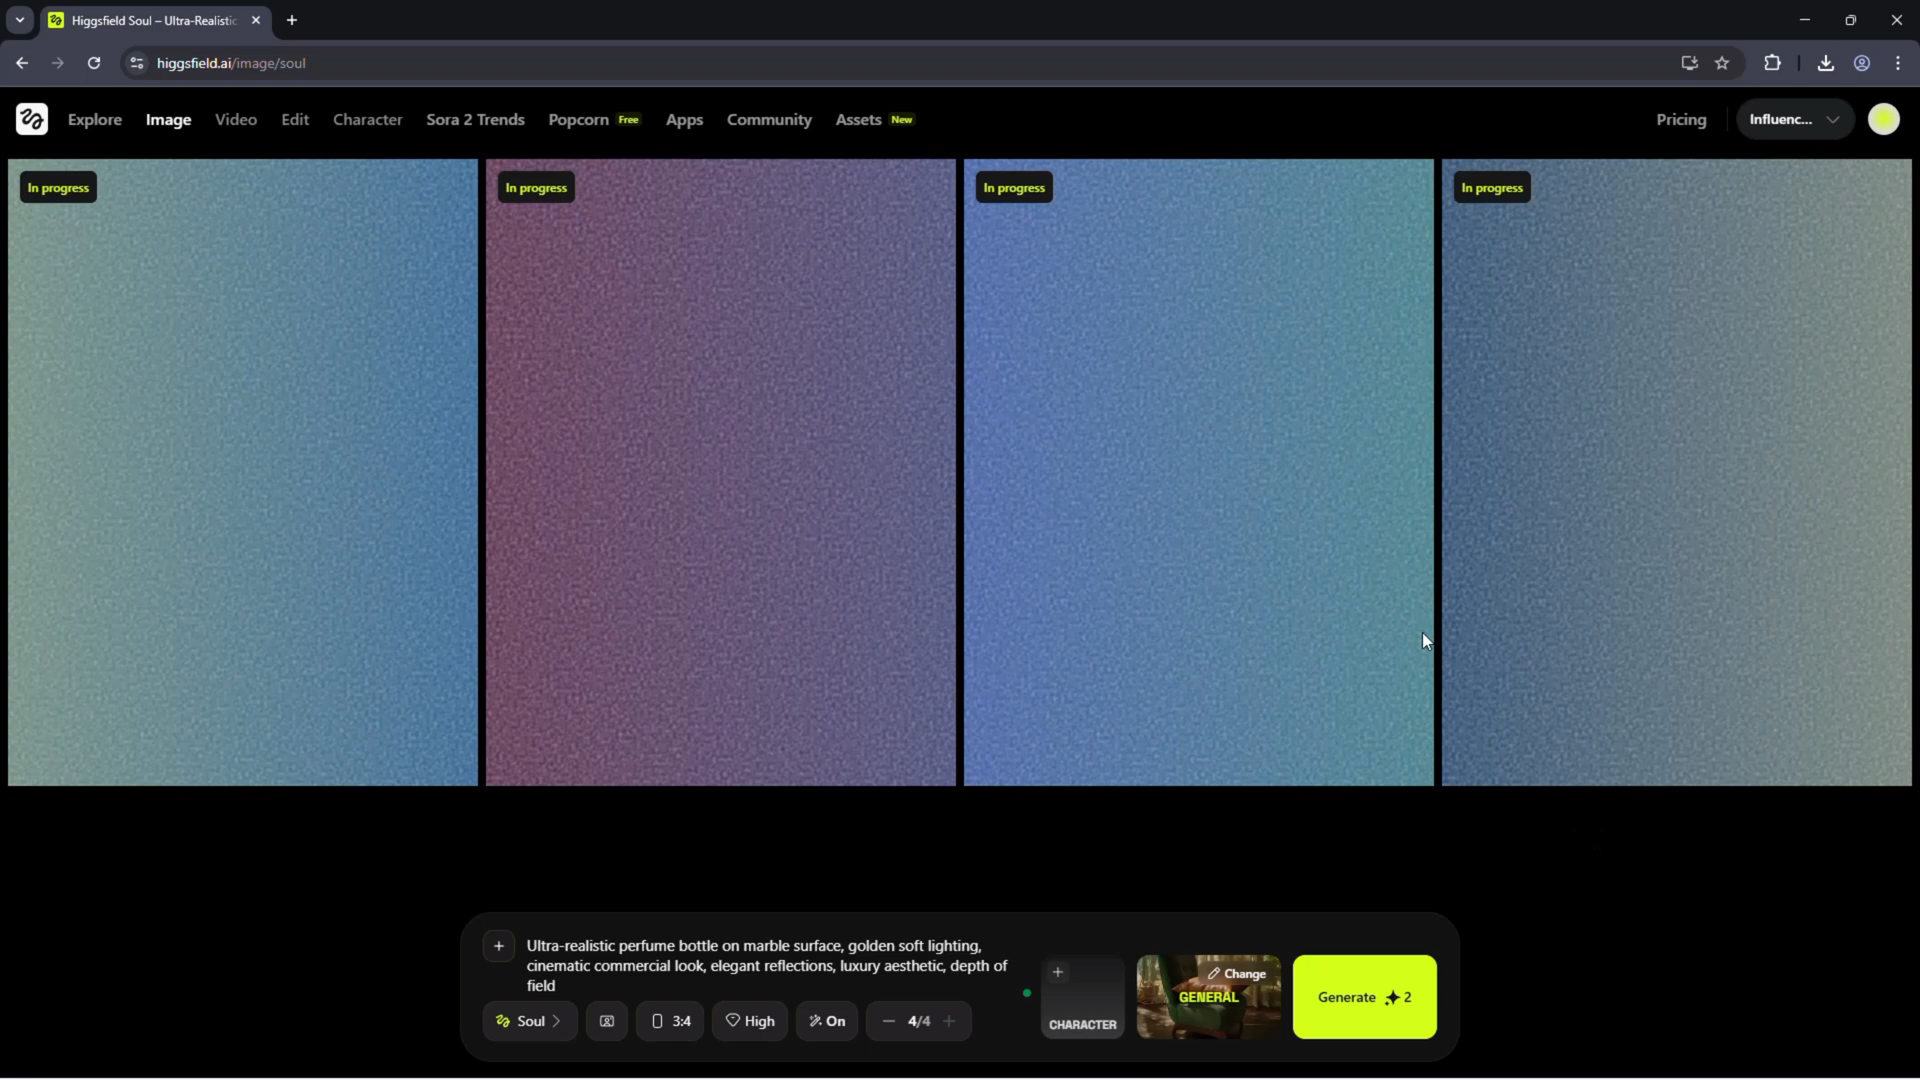 Higgsfield Soul – Ultra-Realistic
higgsfield.ai/image/soul
Explore
Image
Video
Edit
Character
Sora 2 Trends
Popcorn Free
Apps
Community
Assets New
Pricing
Influenc...
In progress
In progress
In progress
In progress
Ultra-realistic perfume bottle on marble surface, golden soft lighting,
cinematic commercial look, elegant reflections, luxury aesthetic, depth of
field
Soul
3:4
High
On
4/4
CHARACTER
Change
GENERAL
Generate 2